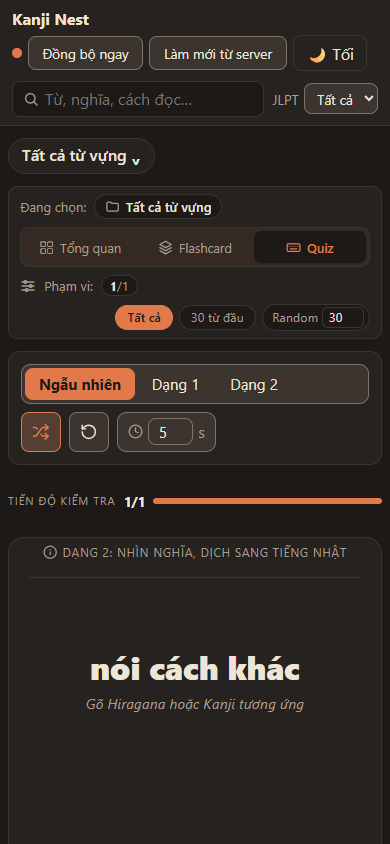 Kanji Nest
Đồng bộ ngay Làm mới từ server 🌙 Tối
Từ, nghĩa, cách đọc... JLPT Tất cả
Tất cả từ vựng
Đang chọn: Tất cả từ vựng
Tổng quan Flashcard Quiz
Phạm vi: 1/1
Tất cả 30 từ đầu Random 30
Ngẫu nhiên Dạng 1 Dạng 2
5 s
TIẾN ĐỘ KIỂM TRA 1/1
DẠNG 2: NHÌN NGHĨA, DỊCH SANG TIẾNG NHẬT
nói cách khác
Gõ Hiragana hoặc Kanji tương ứng